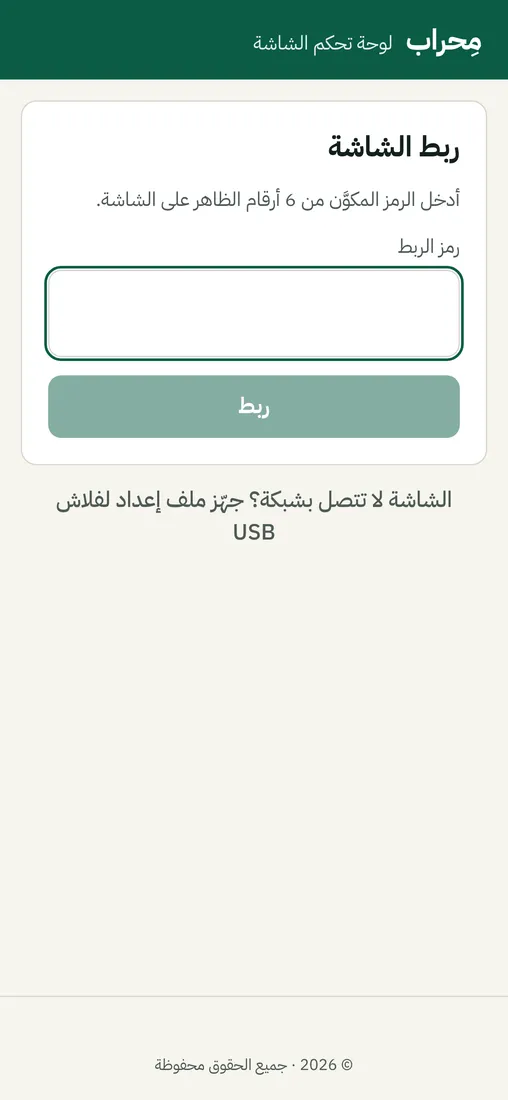 مِحراب لوحة تحكم الشاشة
ربط الشاشة
أدخل الرمز المكوَّن من 6 أرقام الظاهر على الشاشة.
رمز الربط
ربط
الشاشة لا تتصل بشبكة؟ جهّز ملف إعداد لفلاش
USB
© 2026 · جميع الحقوق محفوظة